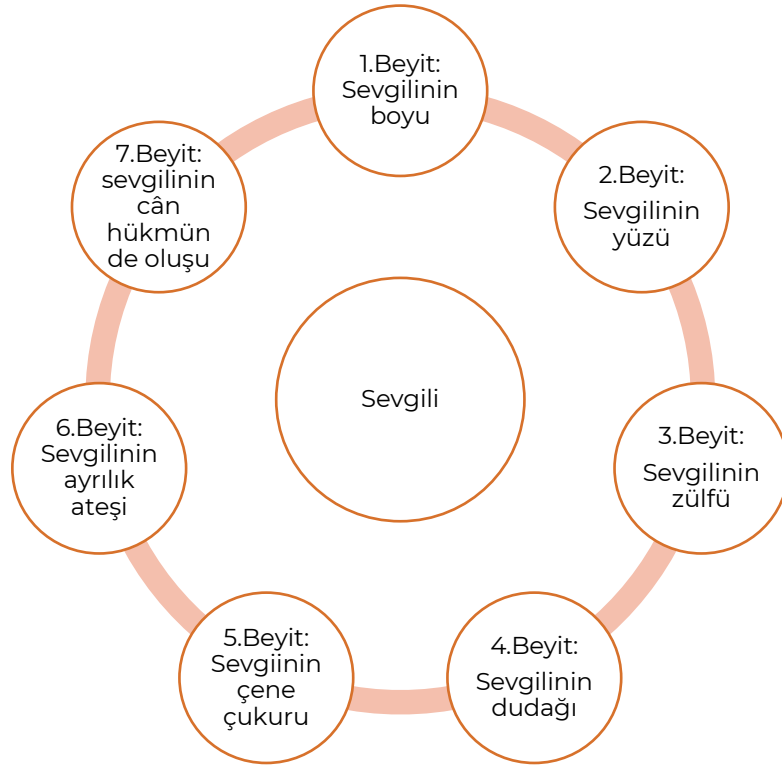 1.Beyit:
Sevgilinin
boyu
2.Beyit:
Sevgilinin
yüzü
3.Beyit:
Sevgilinin
zülfü
4.Beyit:
Sevgilinin
dudağı
5.Beyit:
Sevgiinin
çene
çukuru
6.Beyit:
Sevgilinin
ayrılık
ateşi
7.Beyit:
sevgilinin
cân
hükmün
de oluşu
Sevgili